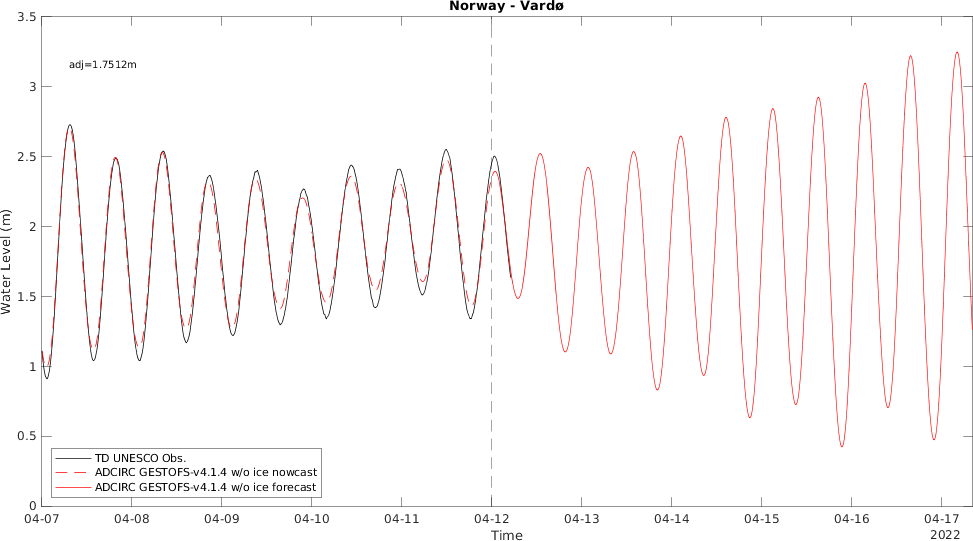 Norway - Vardø
3.5
adj=1.7512m
3
2.5
2
Water Level (m)
1.5
1
0.5
TD UNESCO Obs.
ADCIRC GESTOFS-v4.1.4 w/o ice nowcast
ADCIRC GESTOFS-v4.1.4 w/o ice forecast
0
04-07 04-08 04-09 04-10 04-11 04-12 04-13 04-14 04-15 04-16 04-17
Time
2022